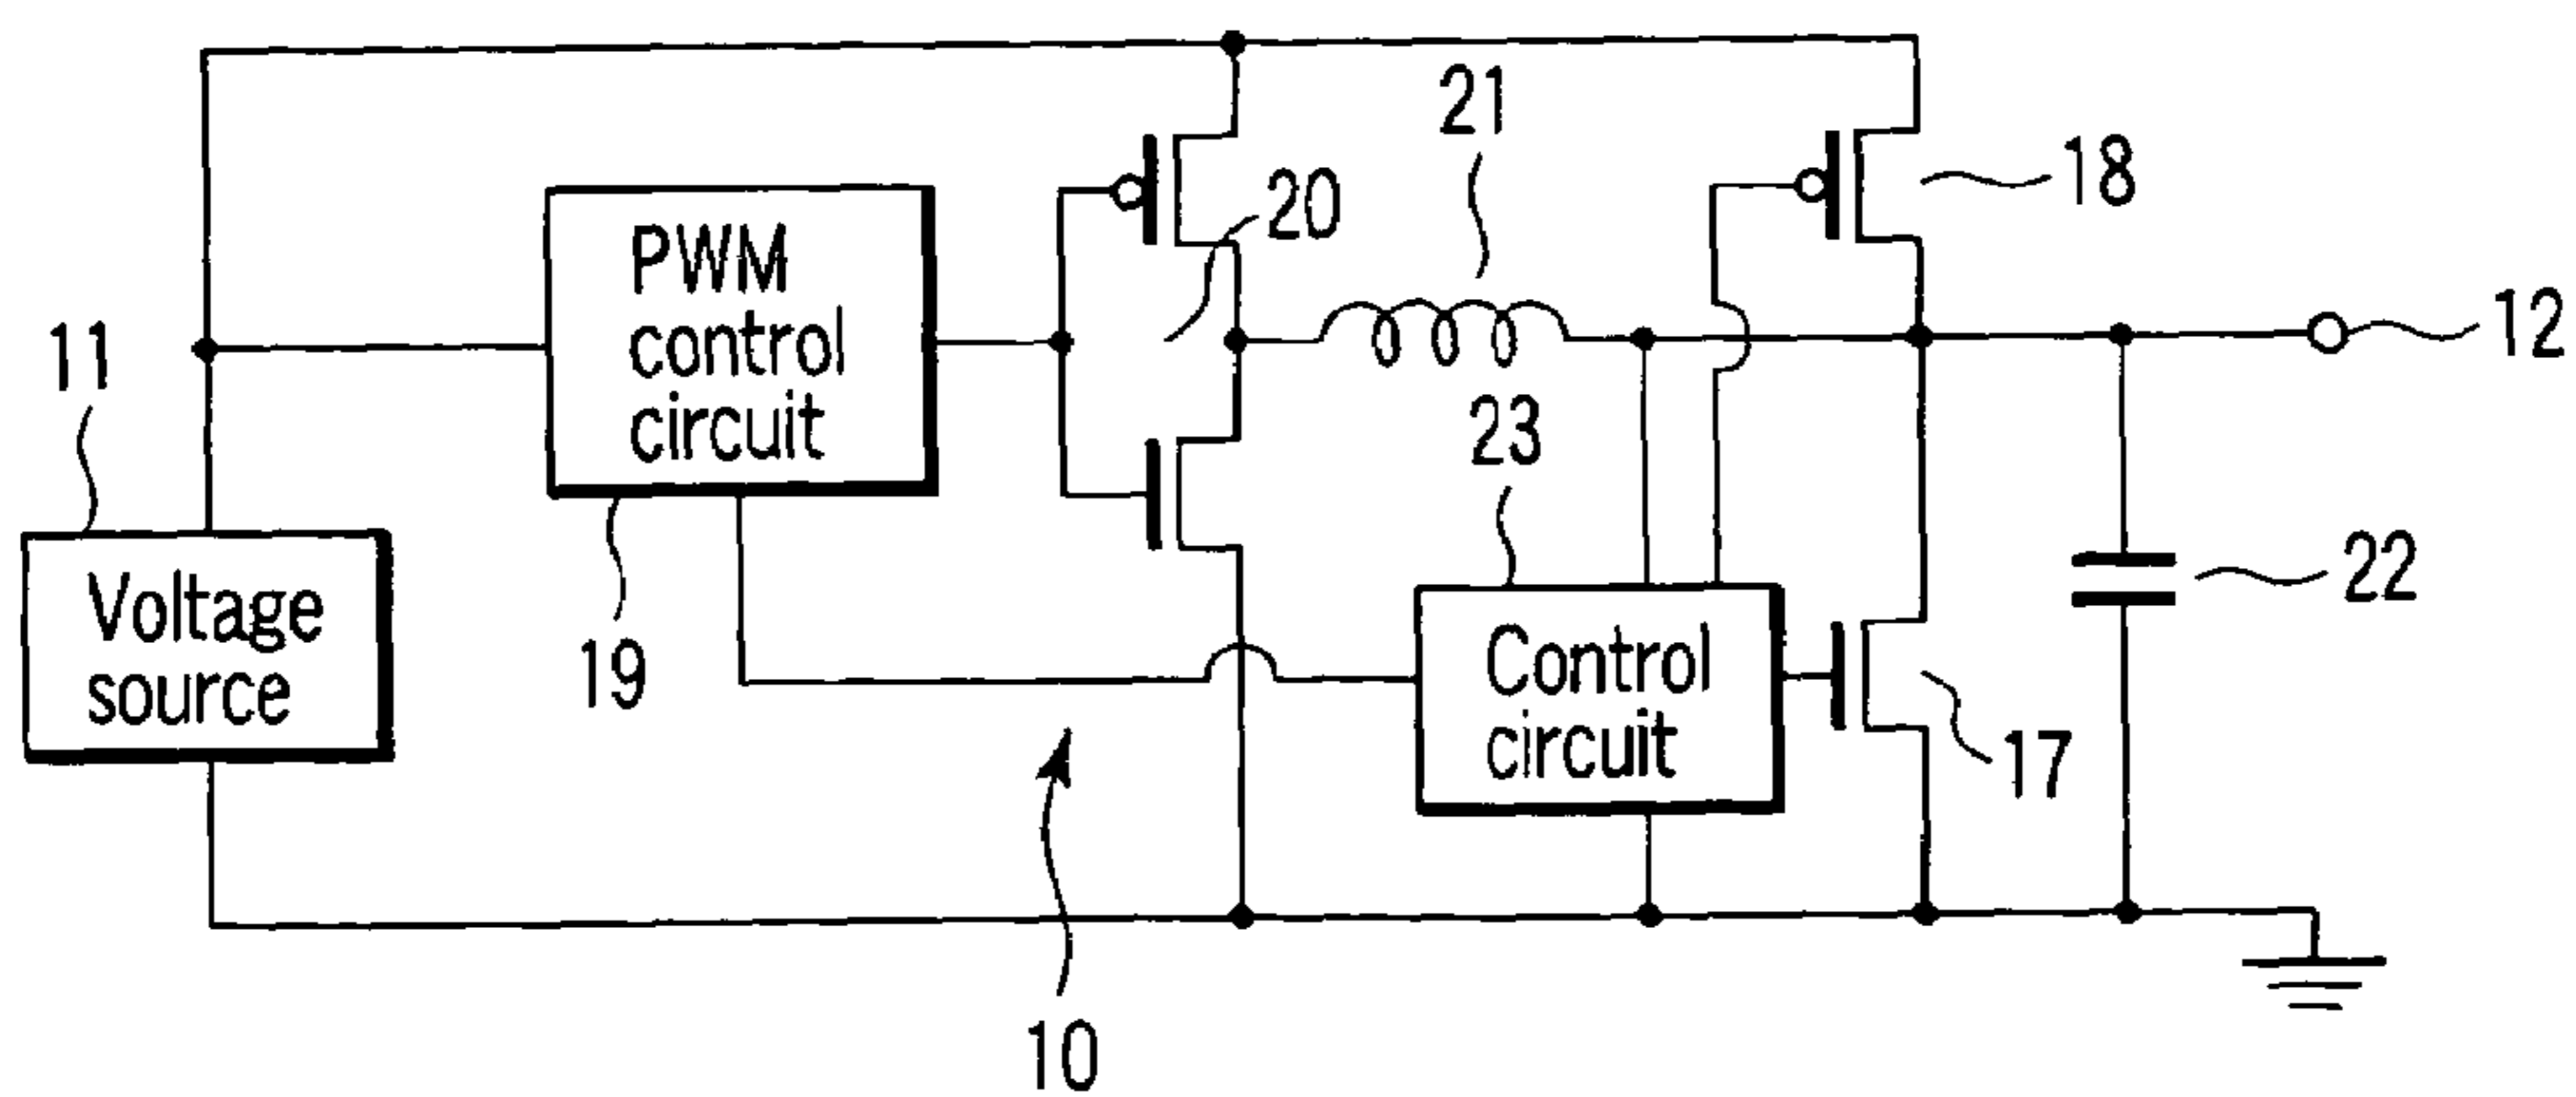 21
20
18
PWM
control
circuit
12
11
23
22
Voltage
source
19
Control
circuit
17
10